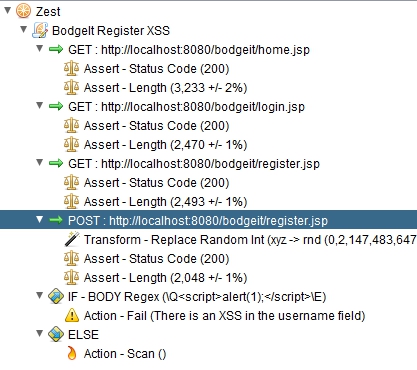 Zest
BodgeIt Register XSS
GET : http://localhost:8080/bodgeit/home.jsp
Assert - Status Code (200)
Assert - Length (3,233 +/- 2%)
GET : http://localhost:8080/bodgeit/login.jsp
Assert - Status Code (200)
Assert - Length (2,470 +/- 1%)
GET : http://localhost:8080/bodgeit/register.jsp
Assert - Status Code (200)
Assert - Length (2,493 +/- 1%)
POST : http://localhost:8080/bodgeit/register.jsp
Transform - Replace Random Int (xyz -> rnd (0,2,147,483,647
Assert - Status Code (200)
Assert - Length (2,048 +/- 1%)
IF - BODY Regex (\Q<script>alert(1);</script>\E)
Action - Fail (There is an XSS in the username field)
ELSE
Action - Scan ()